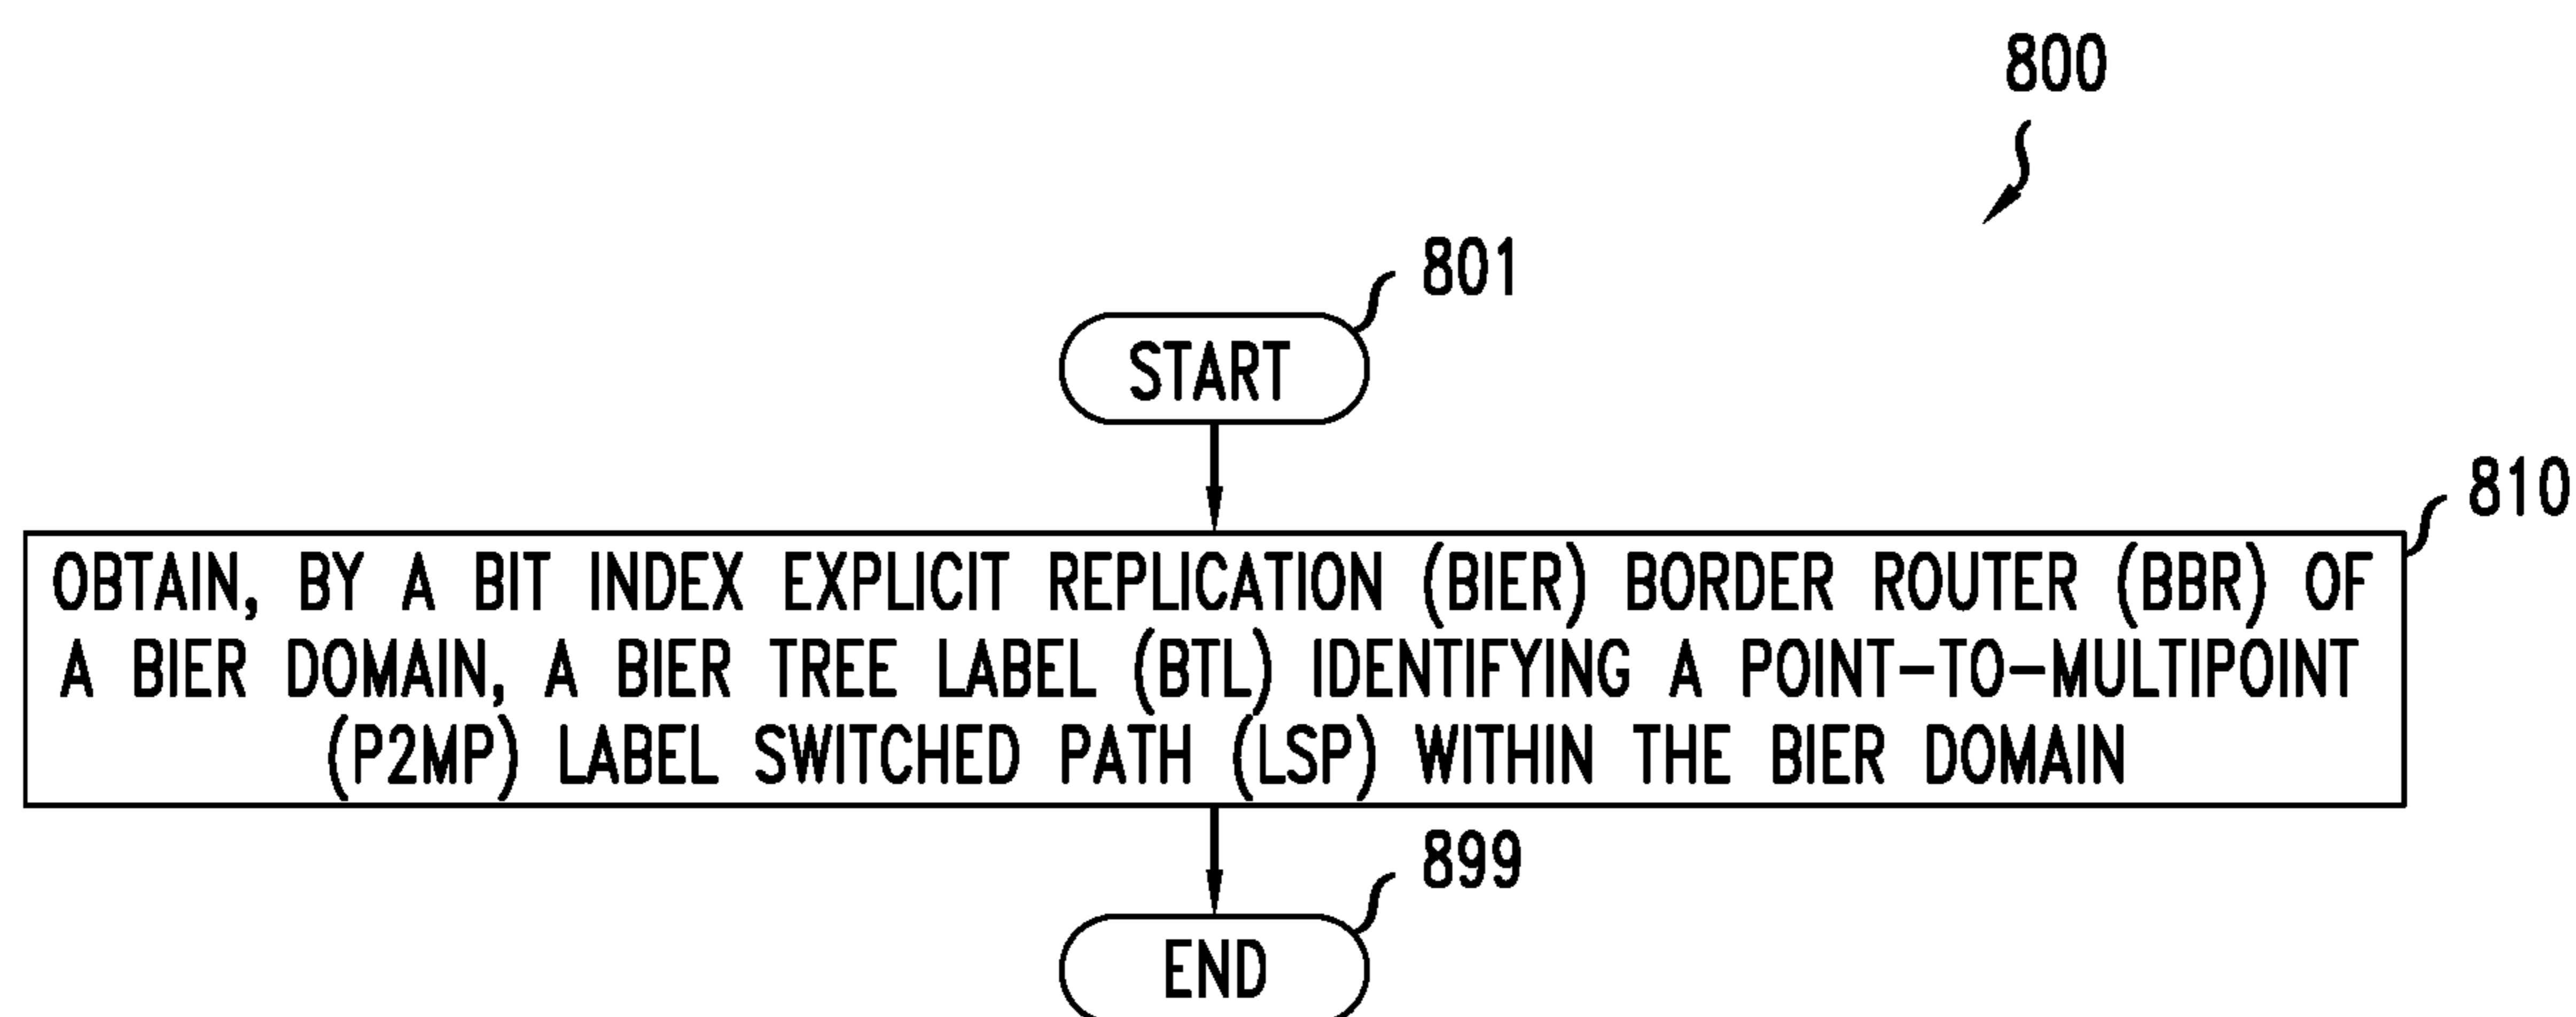 800
801
START
810
OBTAIN, BY A BIT INDEX EXPLICIT REPLICATION (BIER) BORDER ROUTER (BBR) OF
A BIER DOMAIN, A BIER TREE LABEL (BTL) IDENTIFYING A POINT-TO-MULTIPOINT
(P2MP) LABEL SWITCHED PATH (LSP) WITHIN THE BIER DOMAIN
899
END